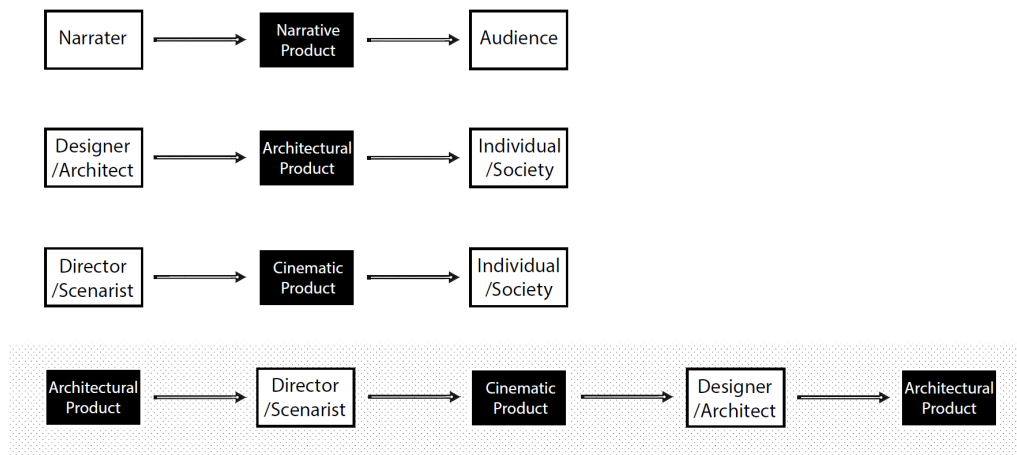 Narrater
Narrative
Product
Audience
Designer
/Architect
Architectural
Product
Individual
/Society
Director
/Scenarist
Cinematic
Product
Individual
/Society
Architectural
Product
Director
/Scenarist
Cinematic
Product
Designer
/Architect
Architectural
Product